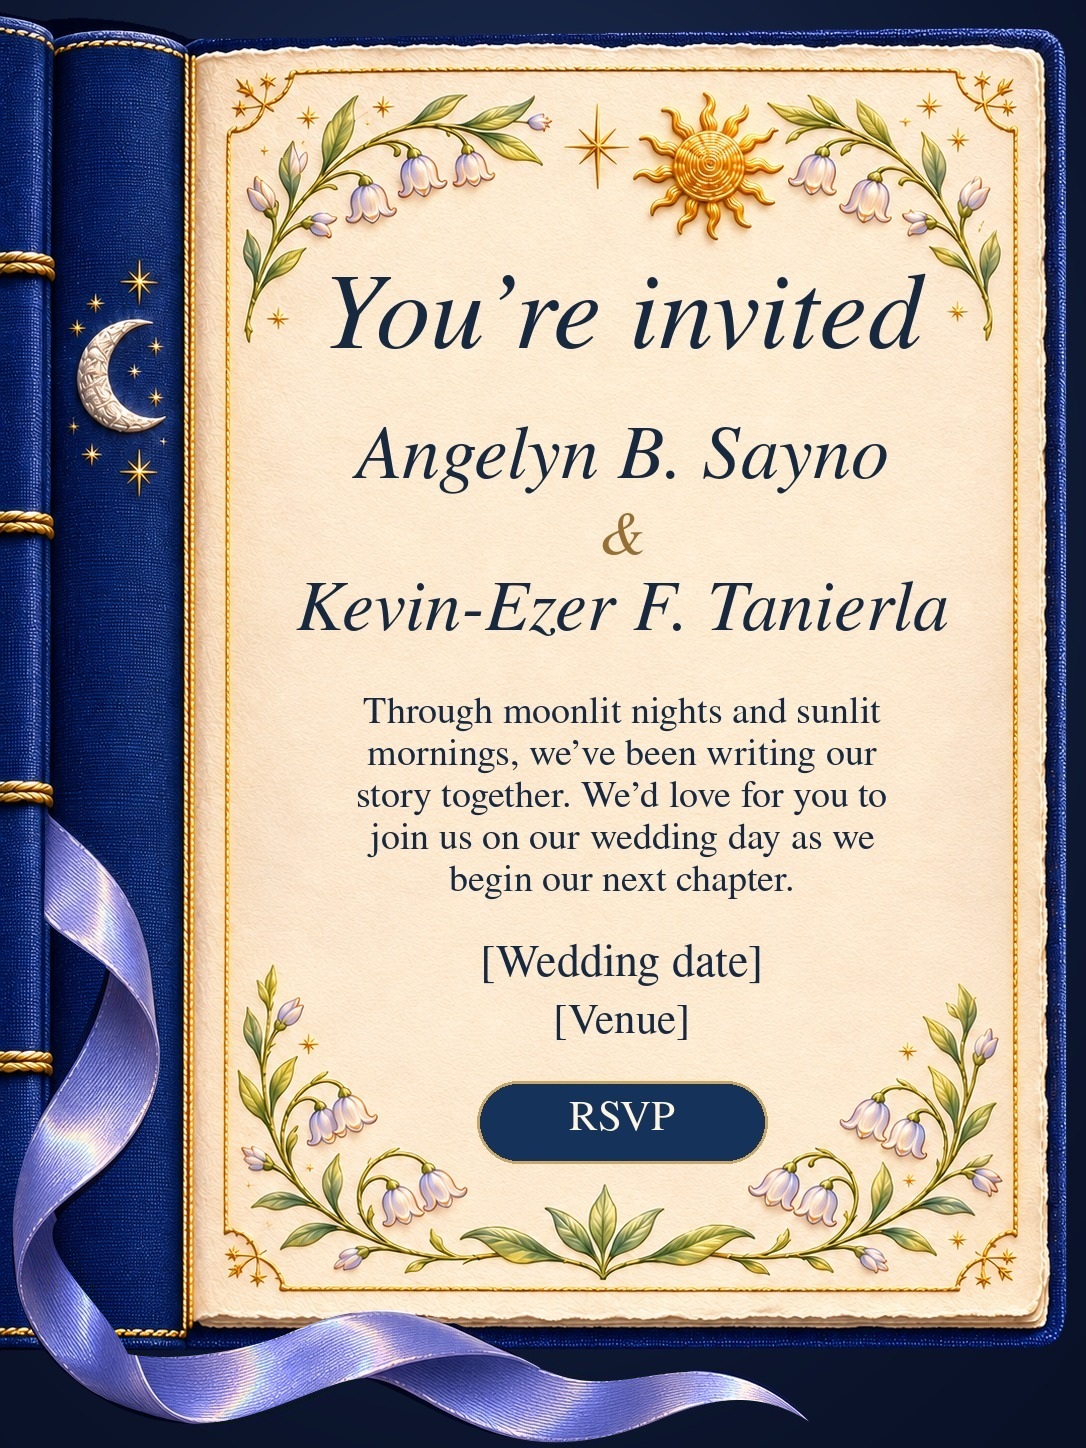 You’re invited
Angelyn B. Sayno
&
Kevin-Ezer F. Tanierla
Through moonlit nights and sunlit
mornings, we’ve been writing our
story together. We’d love for you to
join us on our wedding day as we
begin our next chapter.
[Wedding date]
[Venue]
RSVP